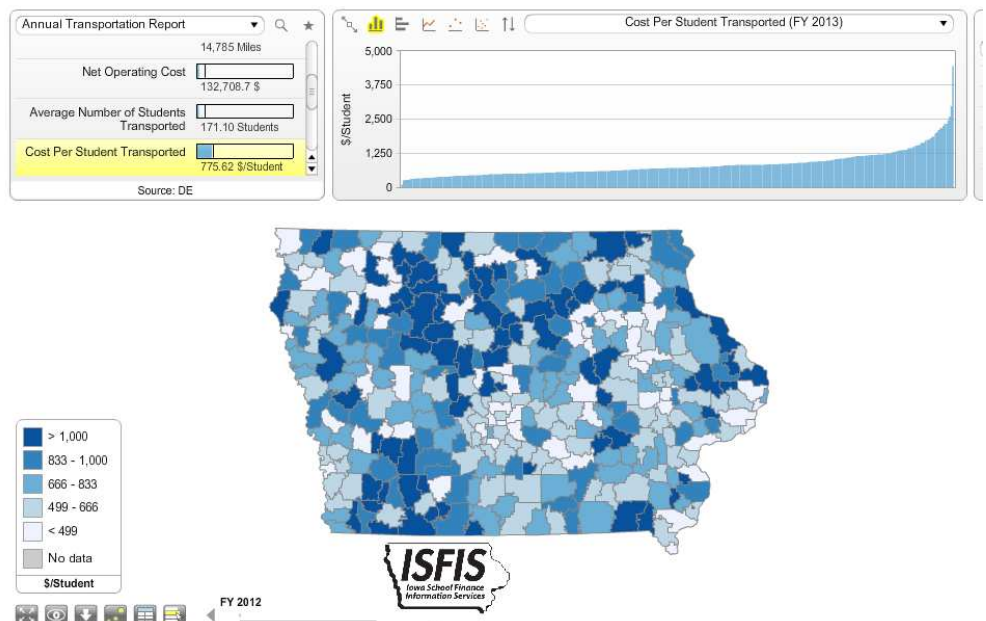 Annual Transportation Report
14,785 Miles
Net Operating Cost
132,708.7 $
Average Number of Students
Transported
171.10 Students
Cost Per Student Transported
775.62 $/Student
Source: DE
Cost Per Student Transported (FY 2013)
5,000
3,750
2,500
1,250
0
$/Student
> 1,000
833 - 1,000
666 - 833
499 - 666
< 499
No data
$/Student
ISFIS
Iowa School Finance
Information Services
FY 2012